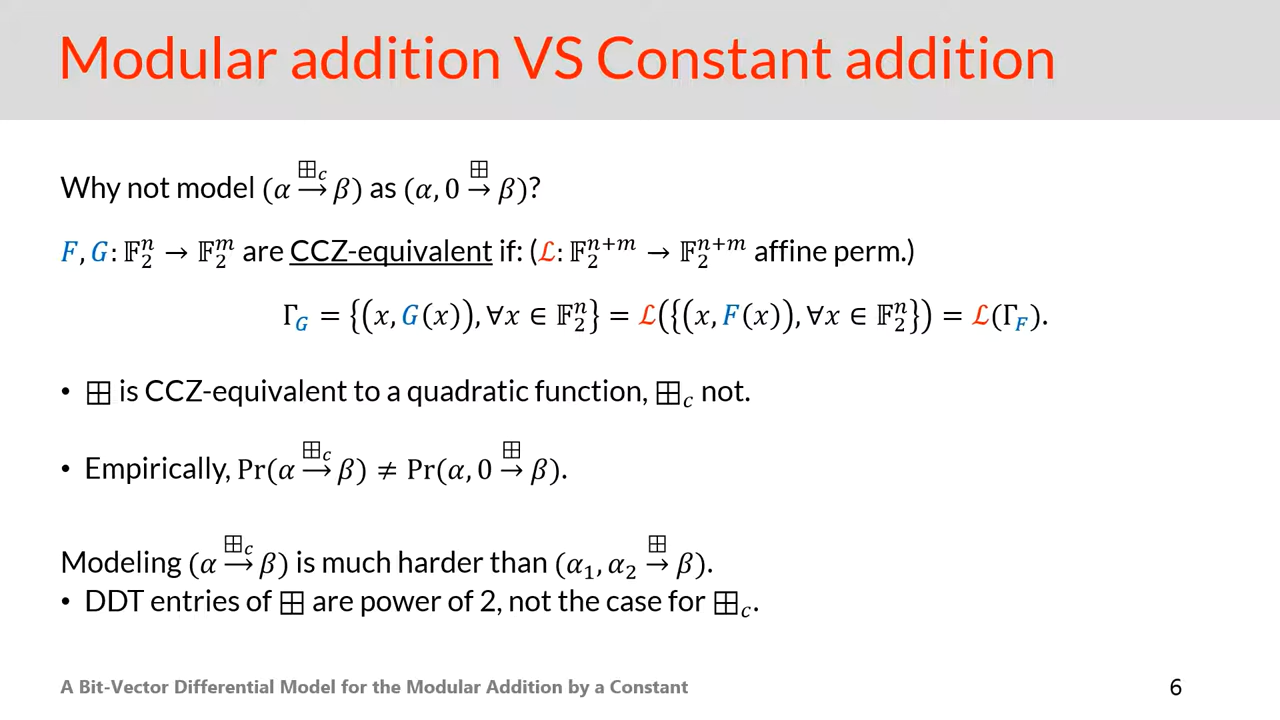 Modular addition VS Constant addition
Why not model (α ⊞c→ β) as (α, 0 ⊞→ β)?
F, G: 𝔽₂ⁿ → 𝔽₂ᵐ are CCZ-equivalent if: (ℒ: 𝔽₂ⁿ⁺ᵐ → 𝔽₂ⁿ⁺ᵐ affine perm.)
Γ_G = {(x, G(x)), ∀x ∈ 𝔽₂ⁿ} = ℒ({(x, F(x)), ∀x ∈ 𝔽₂ⁿ}) = ℒ(Γ_F).
• ⊞ is CCZ-equivalent to a quadratic function, ⊞c not.
• Empirically, Pr(α ⊞c→ β) ≠ Pr(α, 0 ⊞→ β).
Modeling (α ⊞c→ β) is much harder than (α₁, α₂ ⊞→ β).
• DDT entries of ⊞ are power of 2, not the case for ⊞c.
A Bit-Vector Differential Model for the Modular Addition by a Constant
6